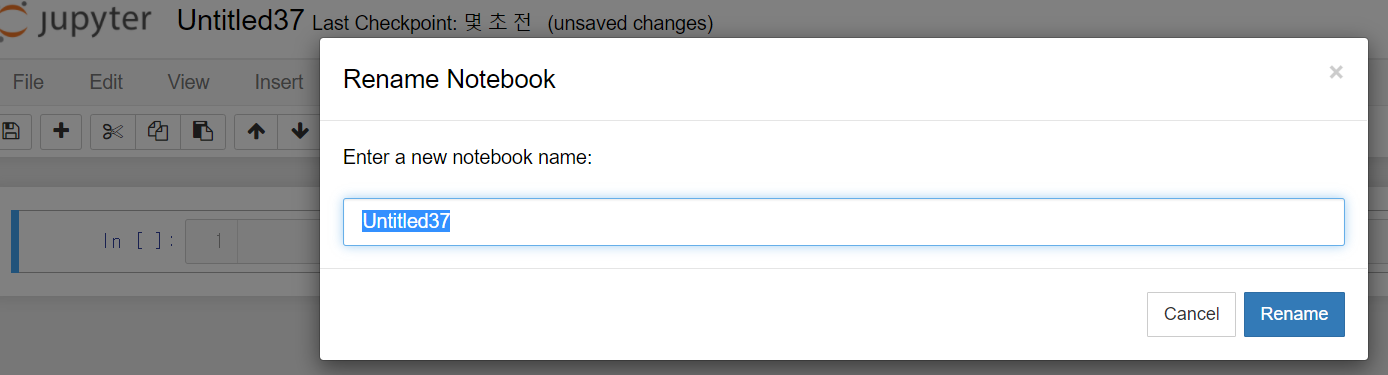 jupyter Untitled37 Last Checkpoint: 몇 초 전 (unsaved changes)
File Edit View Insert
Rename Notebook
×
Enter a new notebook name:
Untitled37
In [ ]: 1
Cancel Rename